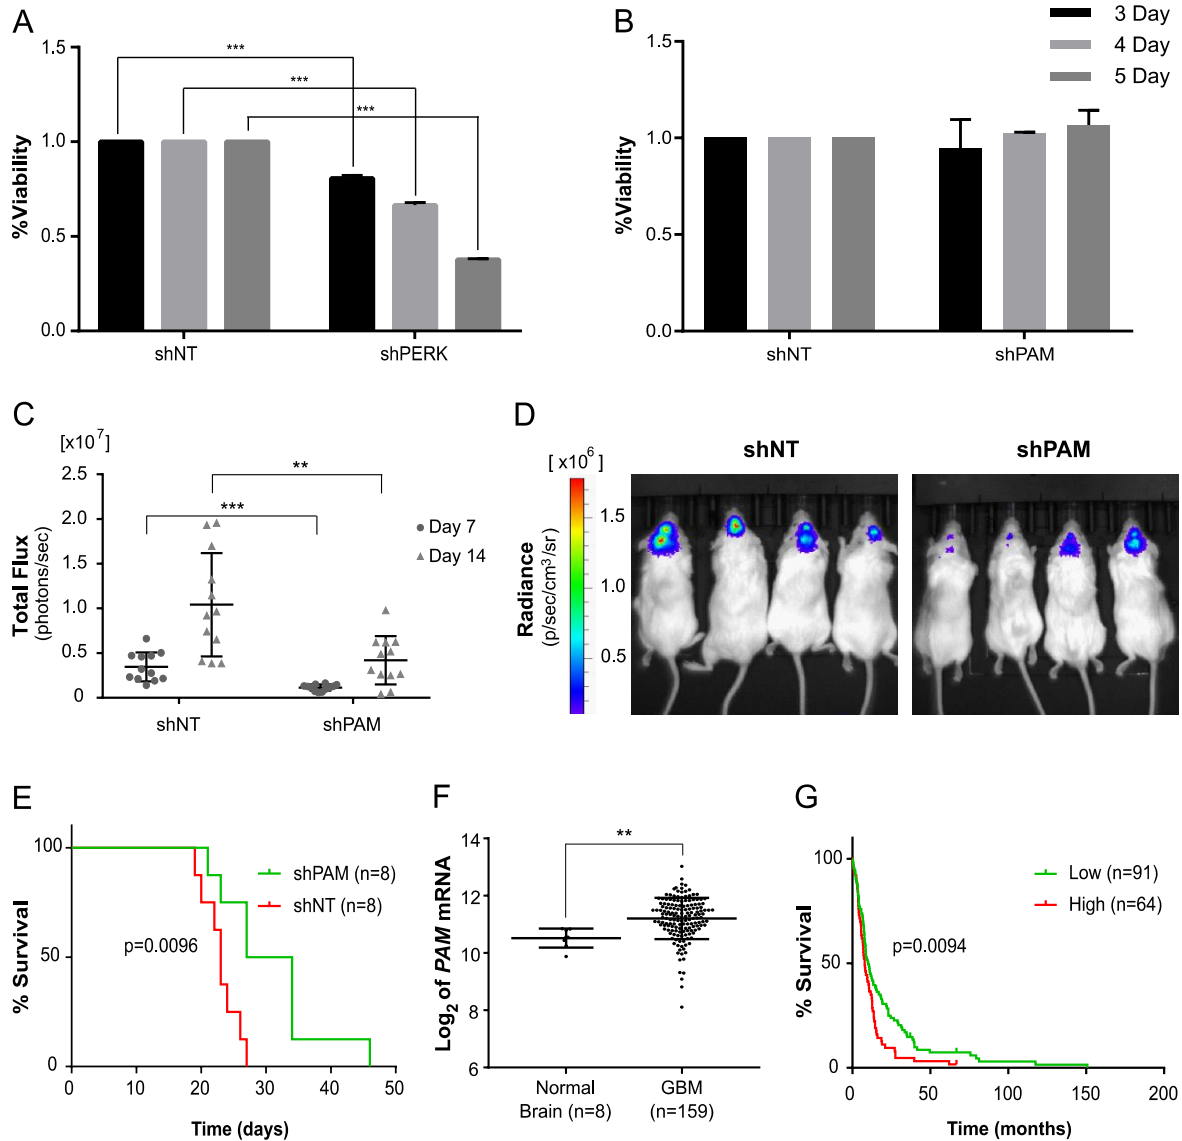 A
%Viability
1.5
1.0
0.5
0.0
***
***
***
shNT
shPERK
B
%Viability
1.5
1.0
0.5
0.0
3 Day
4 Day
5 Day
shNT
shPAM
C
[x10⁷]
Total Flux
(photons/sec)
2.5
2.0
1.5
1.0
0.5
0
**
***
Day 7
Day 14
shNT
shPAM
D
shNT
shPAM
[ x10⁶ ]
Radiance
(p/sec/cm³/sr)
1.5
1.0
0.5
E
% Survival
100
50
0
shPAM (n=8)
shNT (n=8)
p=0.0096
0 10 20 30 40 50
Time (days)
F
Log₂ of PAM mRNA
14
12
10
8
6
**
Normal
Brain (n=8)
GBM
(n=159)
G
% Survival
100
50
0
Low (n=91)
High (n=64)
p=0.0094
0 50 100 150 200
Time (months)